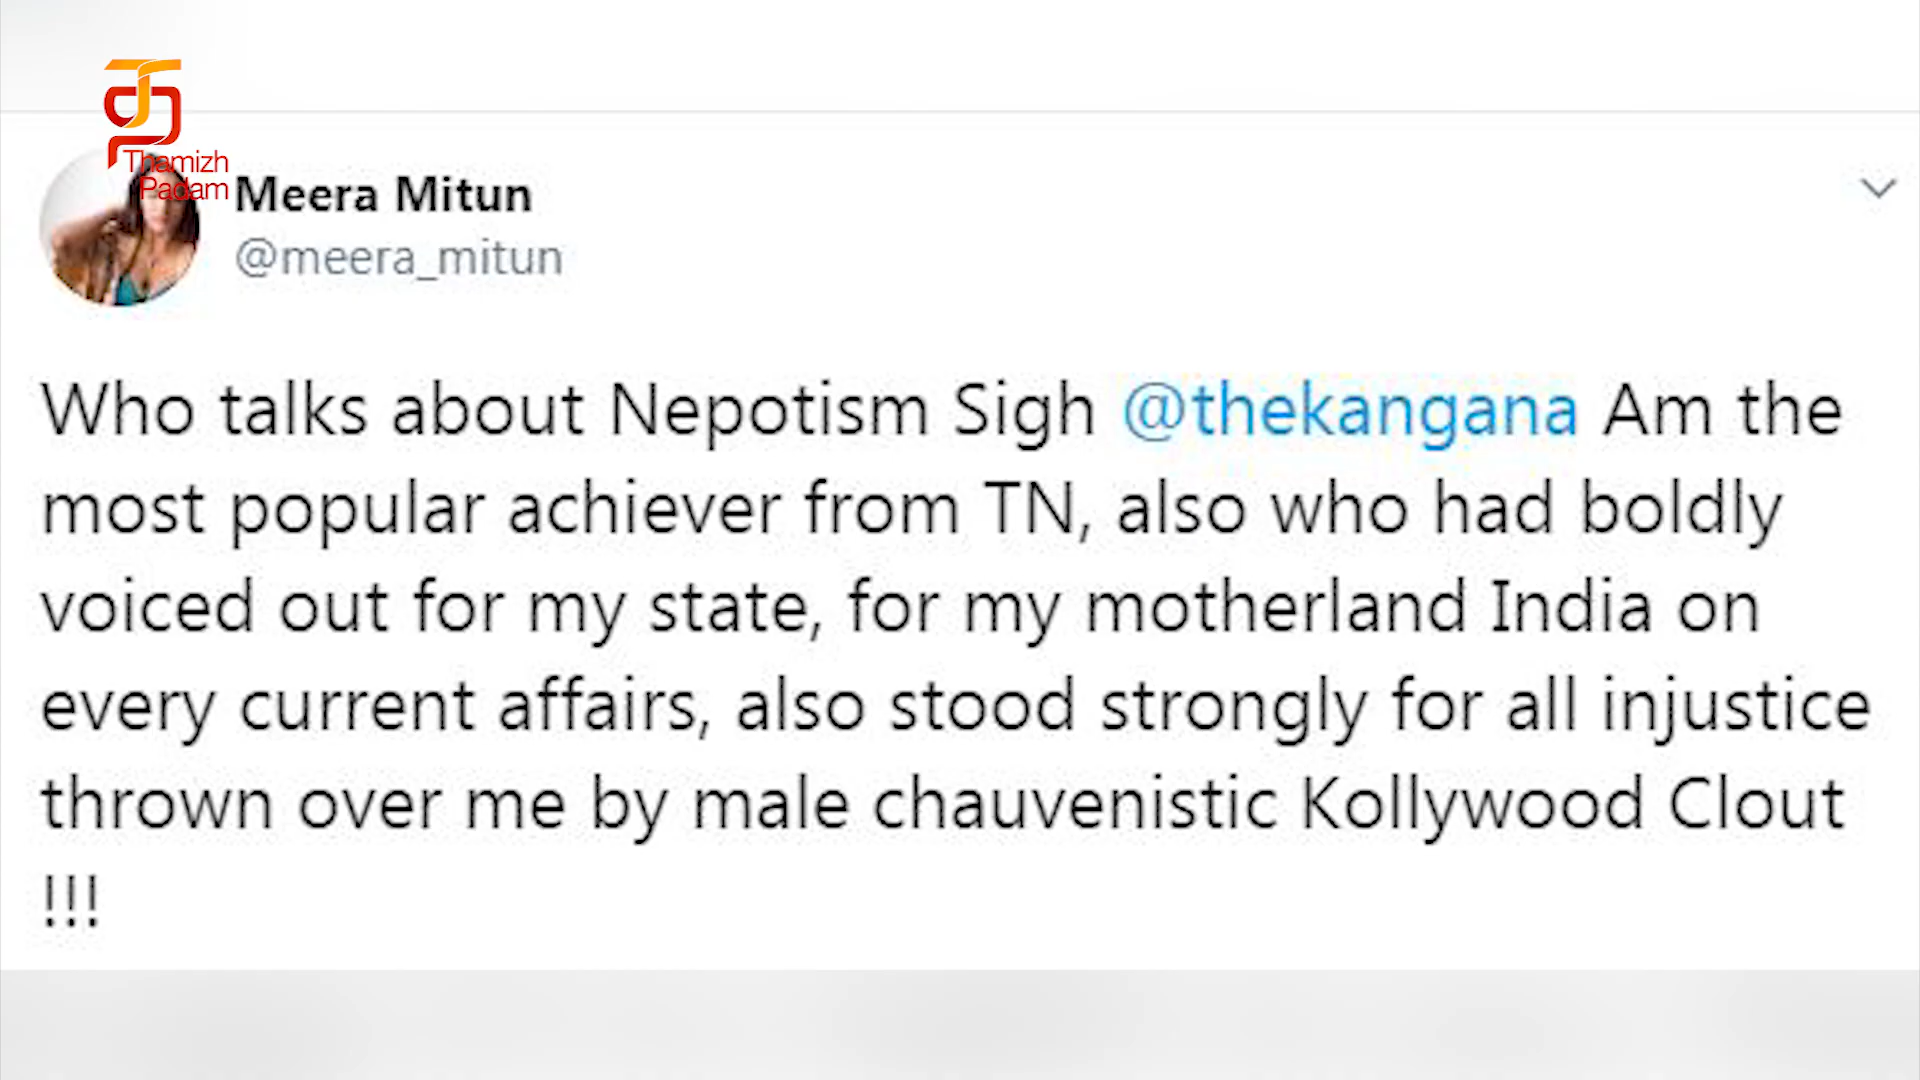 Thamizh
Padam
Meera Mitun
@meera_mitun
Who talks about Nepotism Sigh @thekangana Am the
most popular achiever from TN, also who had boldly
voiced out for my state, for my motherland India on
every current affairs, also stood strongly for all injustice
thrown over me by male chauvenistic Kollywood Clout
!!!